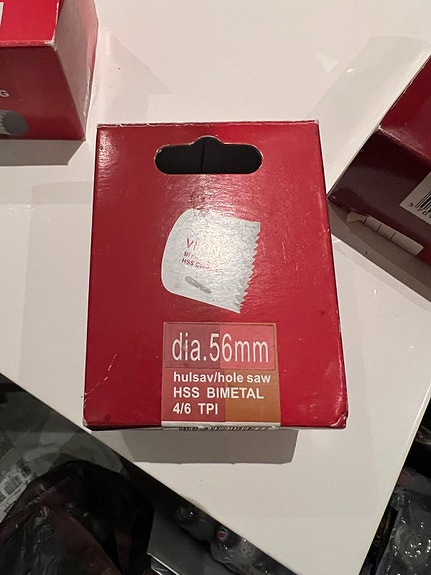 G
dia.56mm
hulsav/hole saw
HSS BIMETAL
4/6 TPI